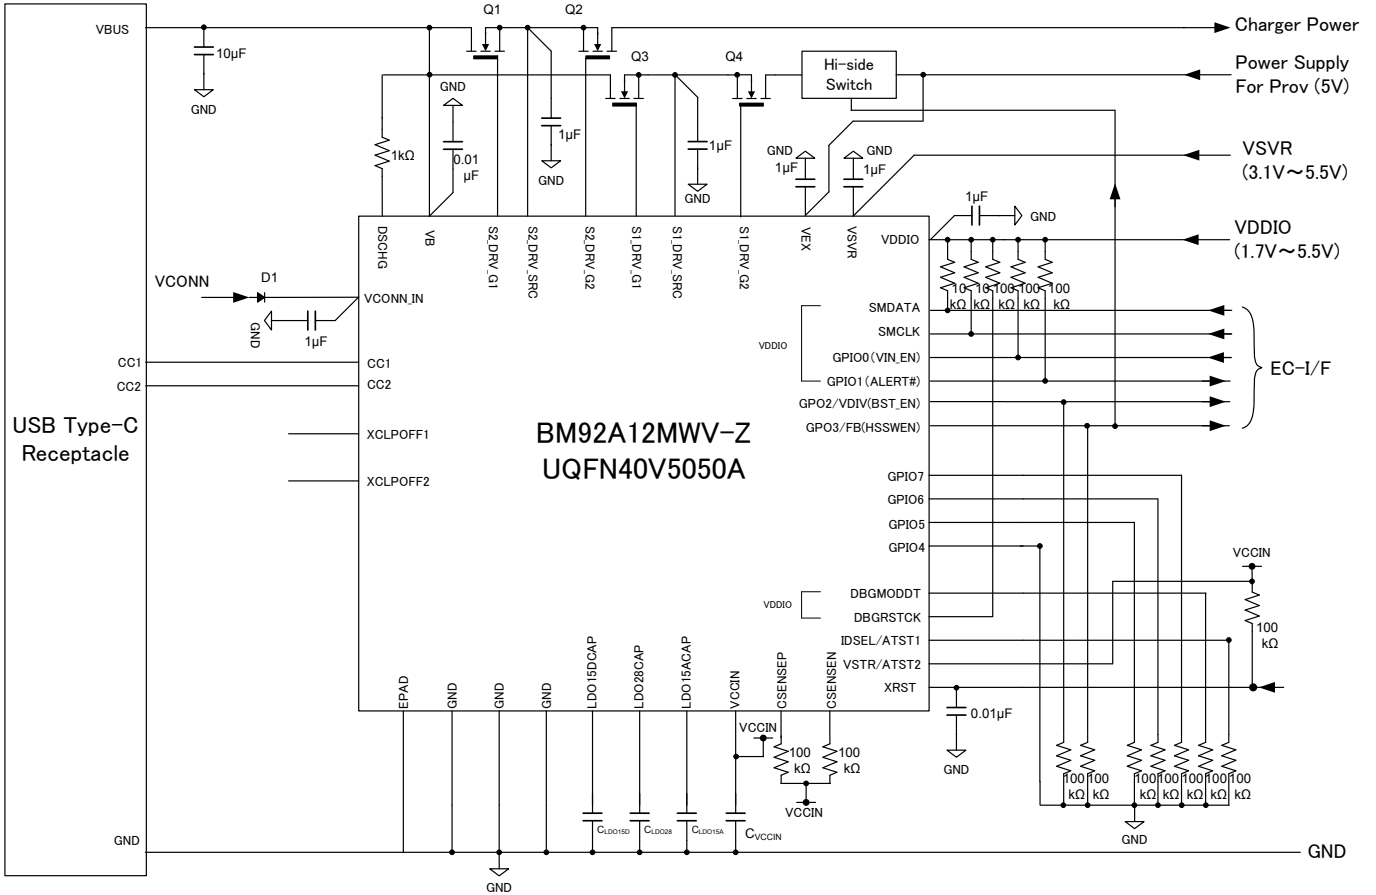 Q1
Q2
Charger Power
VBUS
10μF
GND
Q3
Q4
Hi-side
Switch
Power Supply
For Prov (5V)
GND
1kΩ
0.01
μF
1μF
GND
1μF
GND
GND
1μF
GND
1μF
VSVR
(3.1V～5.5V)
1μF
GND
VDDIO
(1.7V～5.5V)
DSCHG
VB
S2_DRV_G1
S2_DRV_SRC
S2_DRV_G2
S1_DRV_G1
S1_DRV_SRC
S1_DRV_G2
VEX
VSVR
VDDIO
10
kΩ
10
kΩ
100
kΩ
100
kΩ
100
kΩ
VCONN
D1
VCONN_IN
GND
1μF
CC1
CC1
CC2
CC2
XCLPOFF1
XCLPOFF2
USB Type-C
Receptacle
BM92A12MWV-Z
UQFN40V5050A
VDDIO
SMDATA
SMCLK
GPIO0(VIN_EN)
GPIO1(ALERT#)
GPO2/VDIV(BST_EN)
GPO3/FB(HSSWEN)
EC-I/F
GPIO7
GPIO6
GPIO5
GPIO4
VDDIO
DBGMODDT
DBGRSTCK
IDSEL/ATST1
VSTR/ATST2
XRST
VCCIN
100
kΩ
0.01μF
GND
EPAD
GND
GND
GND
LDO15DCAP
LDO28CAP
LDO15ACAP
VCCIN
CSENSEP
CSENSEN
VCCIN
100
kΩ
100
kΩ
VCCIN
100
kΩ
100
kΩ
100
kΩ
100
kΩ
100
kΩ
100
kΩ
100
kΩ
GND
CLDO15D
CLDO28
CLDO15A
CVCCIN
GND
GND
GND